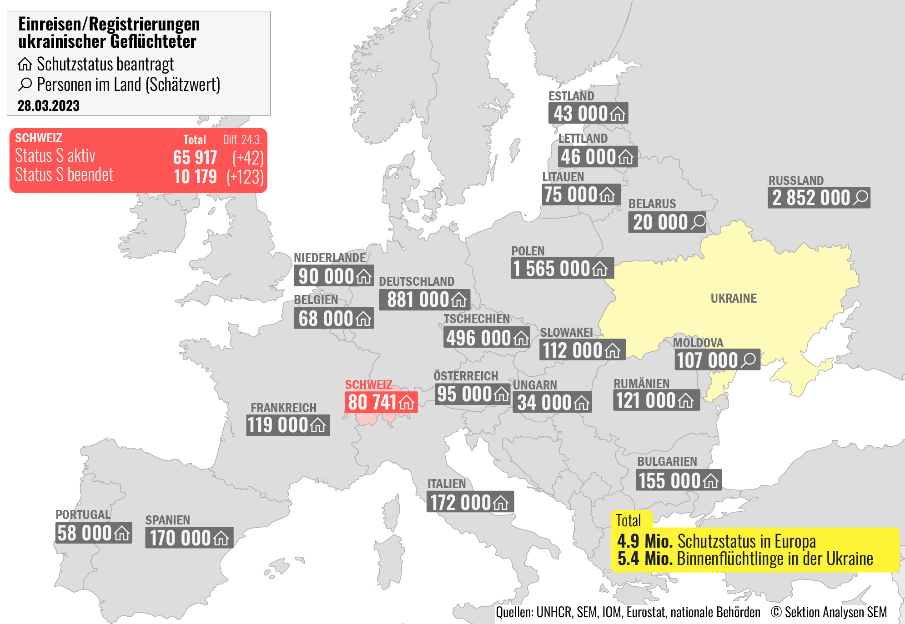 Einreisen/Registrierungen
ukrainischer Geflüchteter
Schutzstatus beantragt
Personen im Land (Schätzwert)
28.03.2023
SCHWEIZ Total Diff. 24.3.
Status S aktiv 65 917 (+42)
Status S beendet 10 179 (+123)
ESTLAND
43 000
LETTLAND
46 000
LITAUEN
75 000
RUSSLAND
2 852 000
BELARUS
20 000
POLEN
1 565 000
NIEDERLANDE
90 000
DEUTSCHLAND
881 000
BELGIEN
68 000
UKRAINE
TSCHECHIEN
496 000
SLOWAKEI
112 000
MOLDOVA
107 000
SCHWEIZ
80 741
ÖSTERREICH
95 000
UNGARN
34 000
RUMÄNIEN
121 000
FRANKREICH
119 000
BULGARIEN
155 000
ITALIEN
172 000
PORTUGAL
58 000
SPANIEN
170 000
Total
4.9 Mio. Schutzstatus in Europa
5.4 Mio. Binnenflüchtlinge in der Ukraine
Quellen: UNHCR, SEM, IOM, Eurostat, nationale Behörden © Sektion Analysen SEM